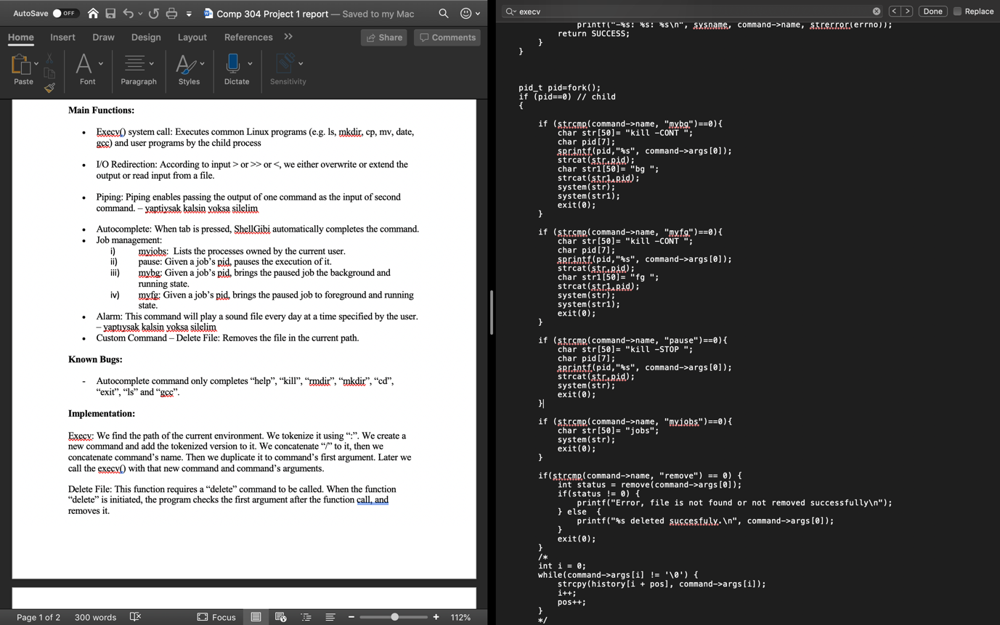 AutoSave OFF Comp 304 Project 1 report — Saved to my Mac
Home Insert Draw Design Layout References >> Share Comments
Paste Font Paragraph Styles Dictate Sensitivity
Main Functions:
• Execv() system call: Executes common Linux programs (e.g. ls, mkdir, cp, mv, date,
gcc) and user programs by the child process
• I/O Redirection: According to input > or >> or <, we either overwrite or extend the
output or read input from a file.
• Piping: Piping enables passing the output of one command as the input of second
command. – yaptiysak kalsin yoksa silelim
• Autocomplete: When tab is pressed, ShellGibi automatically completes the command.
• Job management:
i) myjobs: Lists the processes owned by the current user.
ii) pause: Given a job's pid, pauses the execution of it.
iii) mybg: Given a job's pid, brings the paused job the background and
running state.
iv) myfg: Given a job's pid, brings the paused job to foreground and running
state.
• Alarm: This command will play a sound file every day at a time specified by the user.
– yaptıysak kalsin yoksa silelim
• Custom Command – Delete File: Removes the file in the current path.
Known Bugs:
- Autocomplete command only completes “help”, “kill”, “rmdir”, “mkdir”, “cd”,
“exit”, “ls” and “gcc”.
Implementation:
Execv: We find the path of the current environment. We tokenize it using “:”. We create a
new command and add the tokenized version to it. We concatenate “/” to it, then we
concatenate command's name. Then we duplicate it to command's first argument. Later we
call the execv() with that new command and command's arguments.
Delete File: This function requires a “delete” command to be called. When the function
“delete” is initiated, the program checks the first argument after the function call, and
removes it.
Page 1 of 2 300 words Focus 112%
execv Done Replace
printf("-%s: %s: %s\n", sysname, command->name, strerror(errno));
return SUCCESS;
}
}
pid_t pid=fork();
if (pid==0) // child
{
if (strcmp(command->name, "mybg")==0){
char str[50]= "kill -CONT ";
char pid[7];
sprintf(pid,"%s", command->args[0]);
strcat(str,pid);
char str1[50]= "bg ";
strcat(str1,pid);
system(str);
system(str1);
exit(0);
}
if (strcmp(command->name, "myfg")==0){
char str[50]= "kill -CONT ";
char pid[7];
sprintf(pid,"%s", command->args[0]);
strcat(str,pid);
char str1[50]= "fg ";
strcat(str1,pid);
system(str);
system(str1);
exit(0);
}
if (strcmp(command->name, "pause")==0){
char str[50]= "kill -STOP ";
char pid[7];
sprintf(pid,"%s", command->args[0]);
strcat(str,pid);
system(str);
exit(0);
}
if (strcmp(command->name, "myjobs")==0){
char str[50]= "jobs";
system(str);
exit(0);
}
if(strcmp(command->name, "remove") == 0) {
int status = remove(command->args[0]);
if(status != 0) {
printf("Error, file is not found or not removed successfully\n");
} else {
printf("%s deleted succesfuly.\n", command->args[0]);
}
exit(0);
}
/*
int i = 0;
while(command->args[i] != '\0') {
strcpy(history[i + pos], command->args[i]);
i++;
pos++;
}
*/